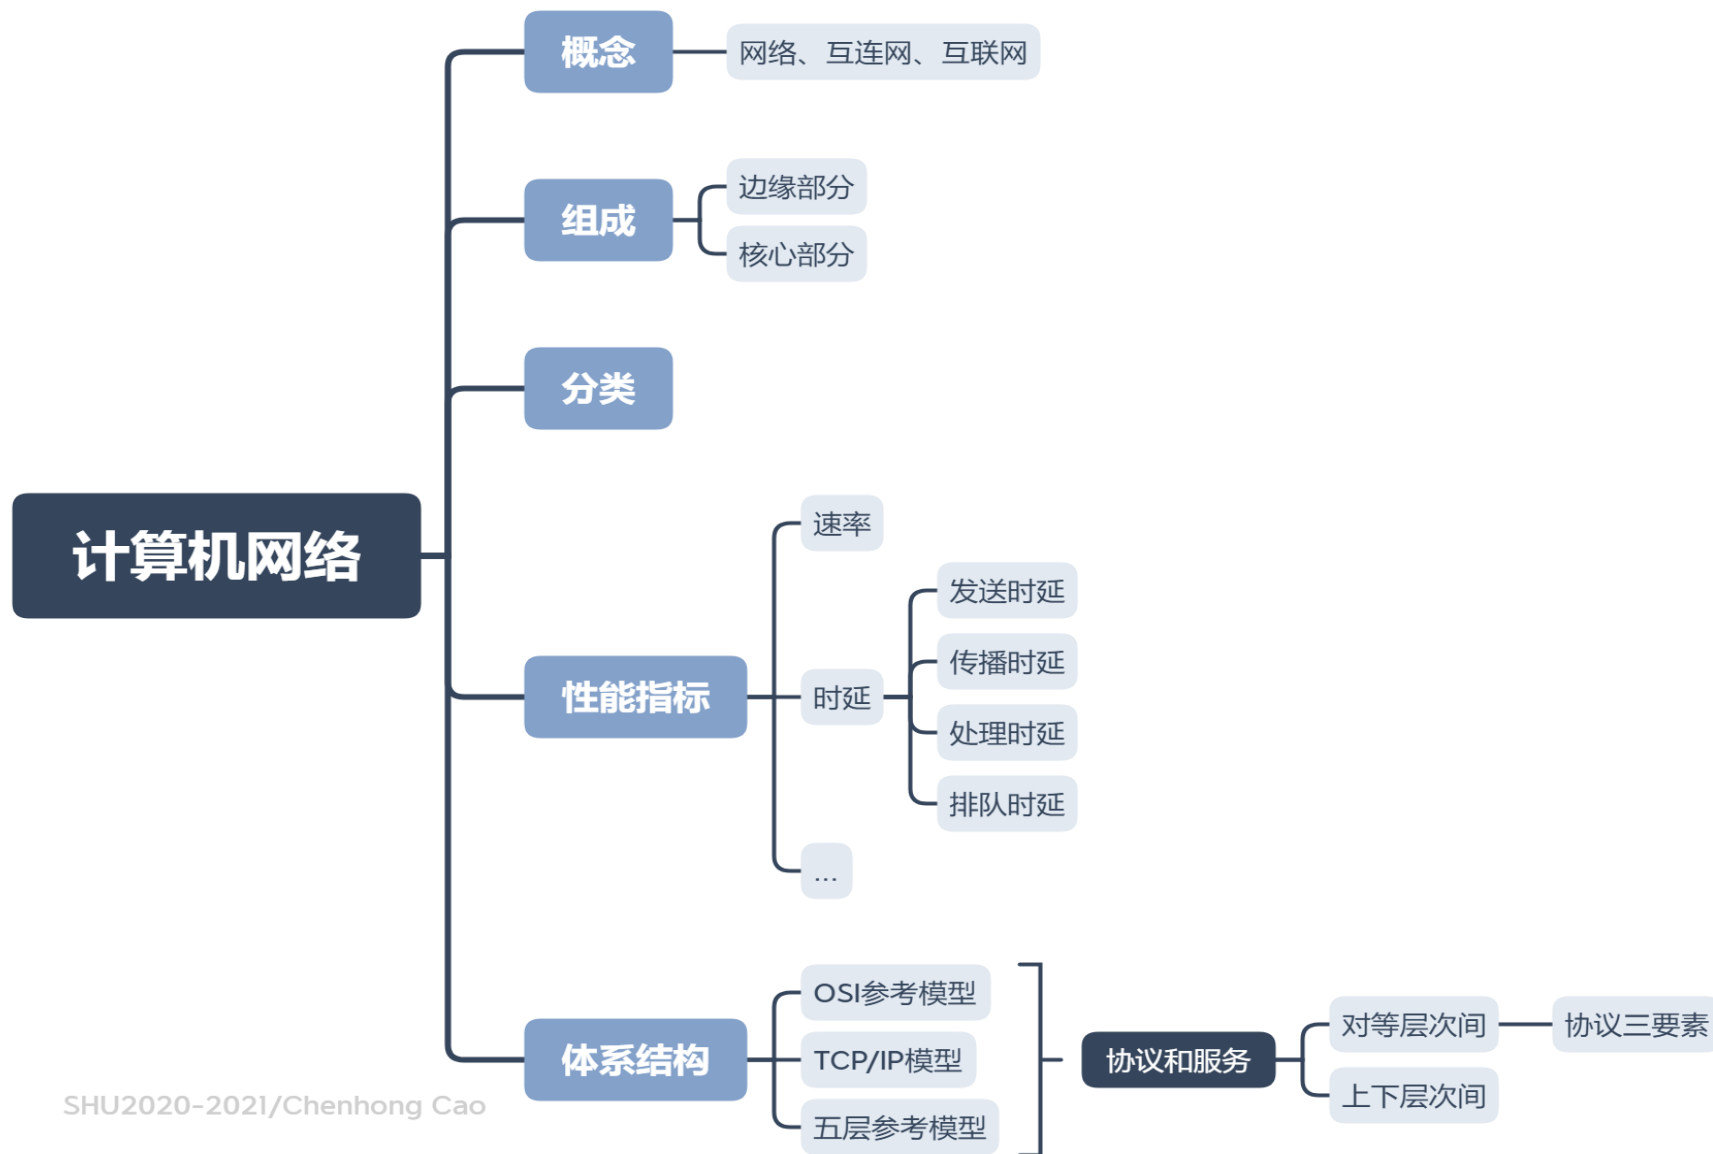 计算机网络
概念
网络、互连网、互联网
组成
边缘部分
核心部分
分类
性能指标
速率
时延
发送时延
传播时延
处理时延
排队时延
...
体系结构
OSI参考模型
TCP/IP模型
五层参考模型
协议和服务
对等层次间
协议三要素
上下层次间
SHU2020-2021/Chenhong Cao